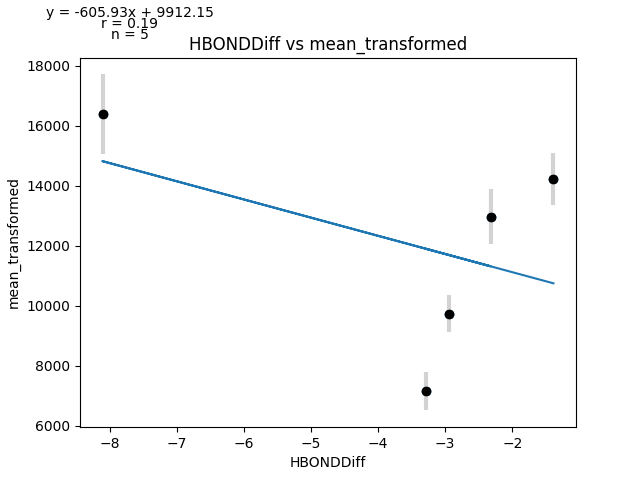 y = -605.93x + 9912.15
r = 0.19
n = 5
HBONDDiff vs mean_transformed
18000
16000
14000
12000
10000
8000
6000
mean_transformed
−8
−7
−6
−5
−4
−3
−2
HBONDDiff